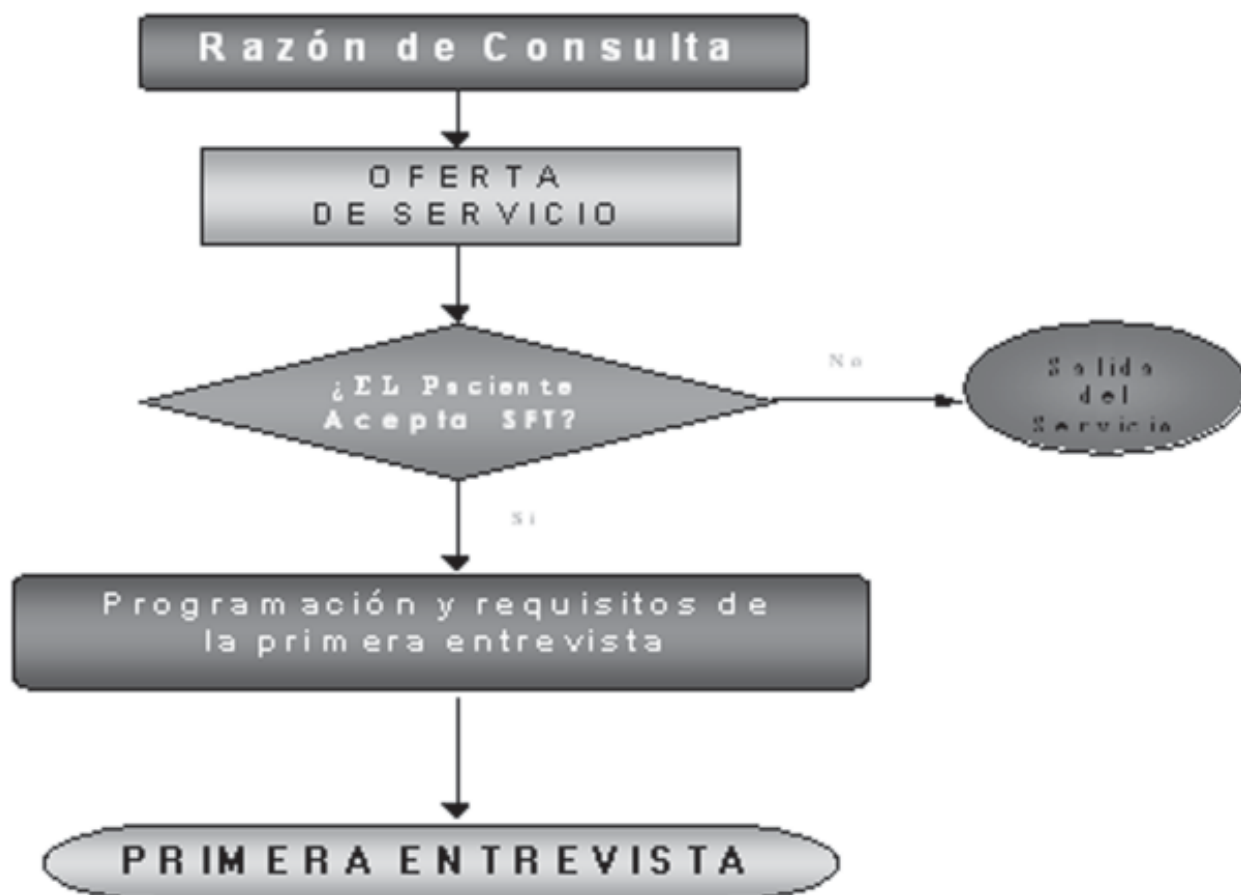 Razón de Consulta
OFERTA
DE SERVICIO
¿EL Paciente
Acepta SFT?
No
Salida
del
Servicio
Si
Programación y requisitos de
la primera entrevista
PRIMERA ENTREVISTA